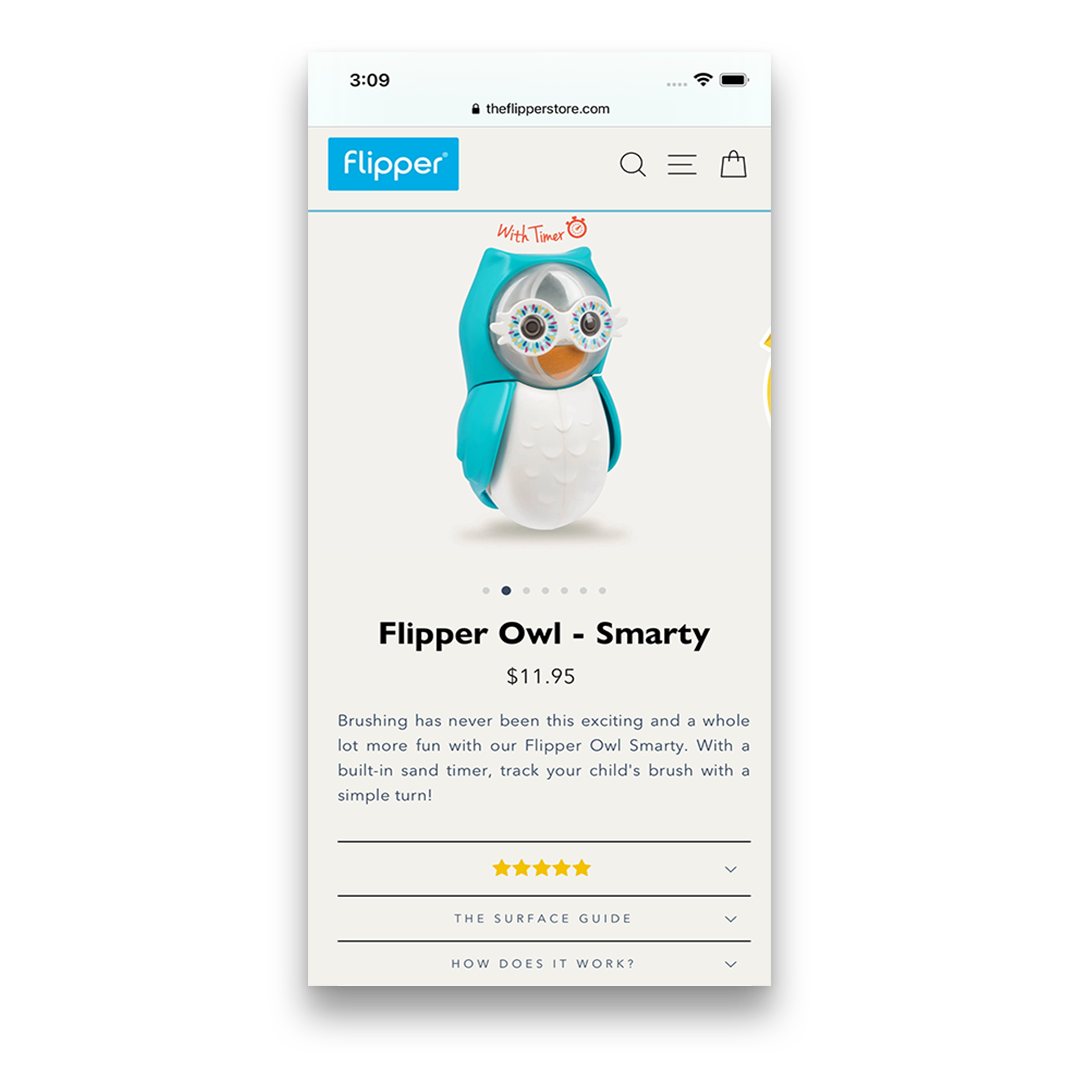 3:09
theflipperstore.com
flipper®
With Timer
Flipper Owl - Smarty
$11.95
Brushing has never been this exciting and a whole
lot more fun with our Flipper Owl Smarty. With a
built-in sand timer, track your child's brush with a
simple turn!
THE SURFACE GUIDE
HOW DOES IT WORK?